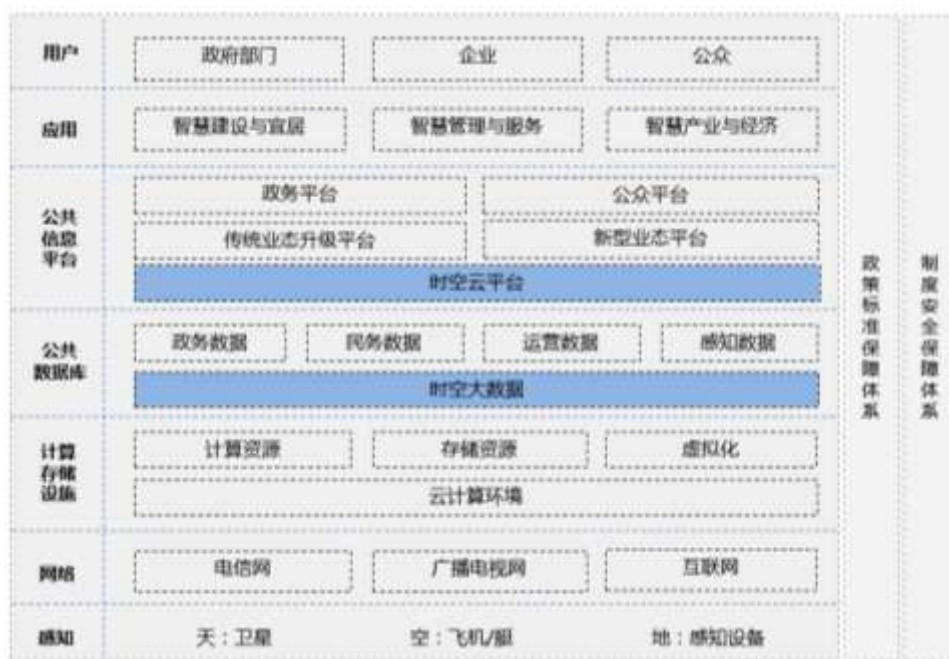 用户
政府部门
企业
公众
应用
智慧建设与宜居
智慧管理与服务
智慧产业与经济
公共
信息
平台
政务平台
公众平台
传统业态升级平台
新型业态平台
时空云平台
公共
数据库
政务数据
民务数据
运营数据
感知数据
时空大数据
计算
存储
设施
计算资源
存储资源
虚拟化
云计算环境
网络
电信网
广播电视网
互联网
感知
天：卫星
空：飞机/艇
地：感知设备
政策标准保障体系
制度安全保障体系